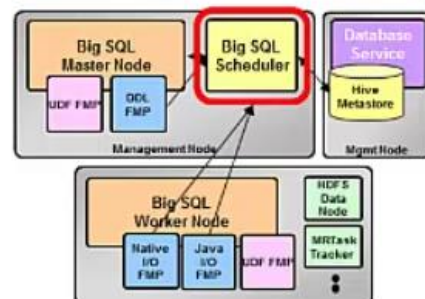 Big SQL
Master Node
UDF FMP
DDL
FMP
Big SQL
Scheduler
Management Node
Database
Service
Hive
Metastore
Mgmt Node
Big SQL
Worker Node
Native
I/O
FMP
Java
I/O
FMP
UDF FMP
HDFS
Data
Node
MRTask
Tracker